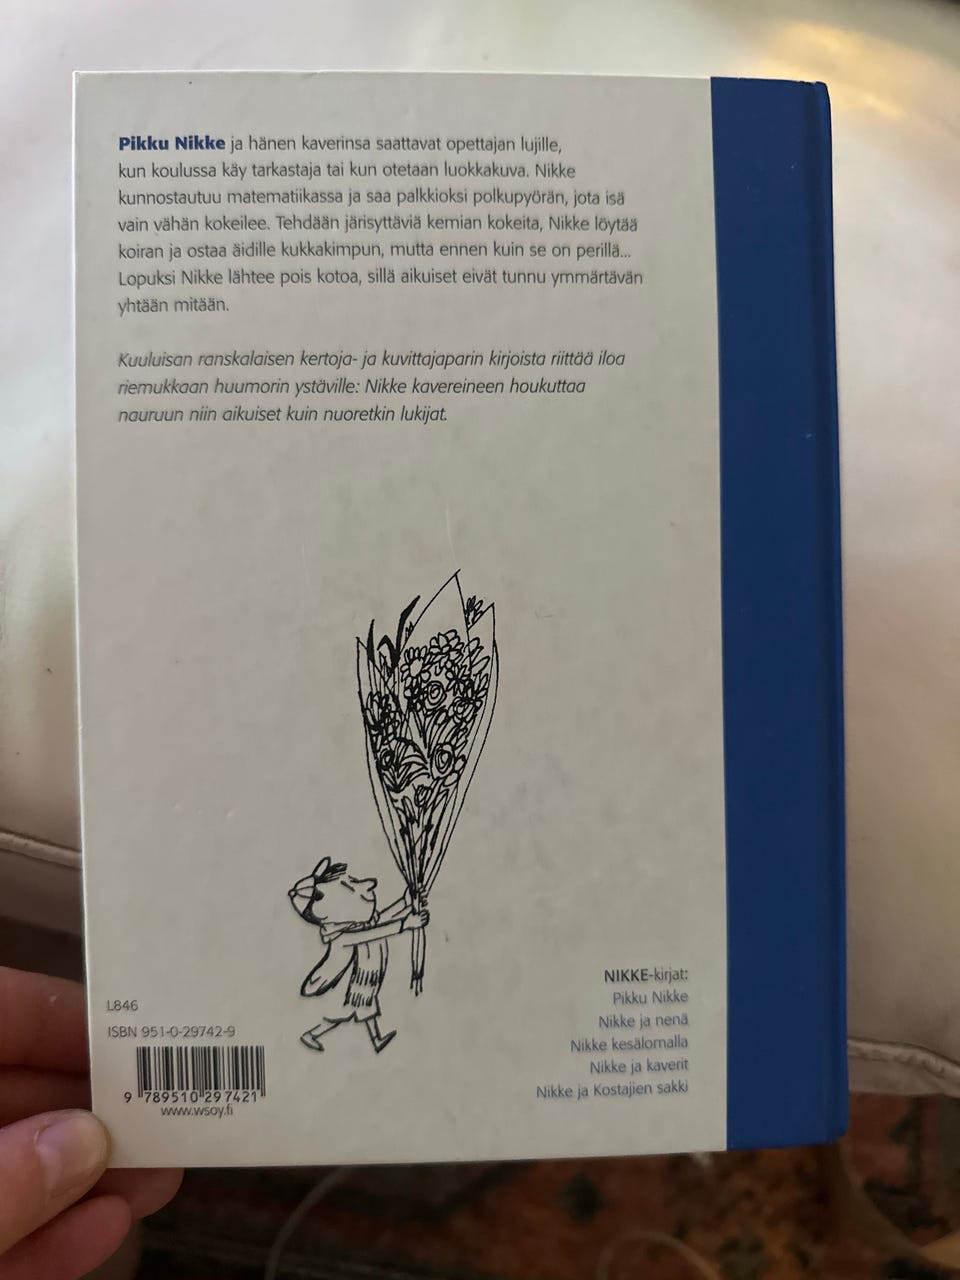 Pikku Nikke ja hänen kaverinsa saattavat opettajan lujille,
kun koulussa käy tarkastaja tai kun otetaan luokkakuva. Nikke
kunnostautuu matematiikassa ja saa palkkioksi polkupyörän, jota isä
vain vähän kokeilee. Tehdään järisyttäviä kemian kokeita, Nikke löytää
koiran ja ostaa äidille kukkakimpun, mutta ennen kuin se on perillä...
Lopuksi Nikke lähtee pois kotoa, sillä aikuiset eivät tunnu ymmärtävän
yhtään mitään.
Kuuluisan ranskalaisen kertoja- ja kuvittajaparin kirjoista riittää iloa
riemukkaan huumorin ystäville: Nikke kavereineen houkuttaa
nauruun niin aikuiset kuin nuoretkin lukijat.
NIKKE-kirjat:
Pikku Nikke
Nikke ja nenä
Nikke kesälomalla
Nikke ja kaverit
Nikke ja Kostajien sakki
L846
ISBN 951-0-29742-9
9 789510 297421
www.wsoy.fi